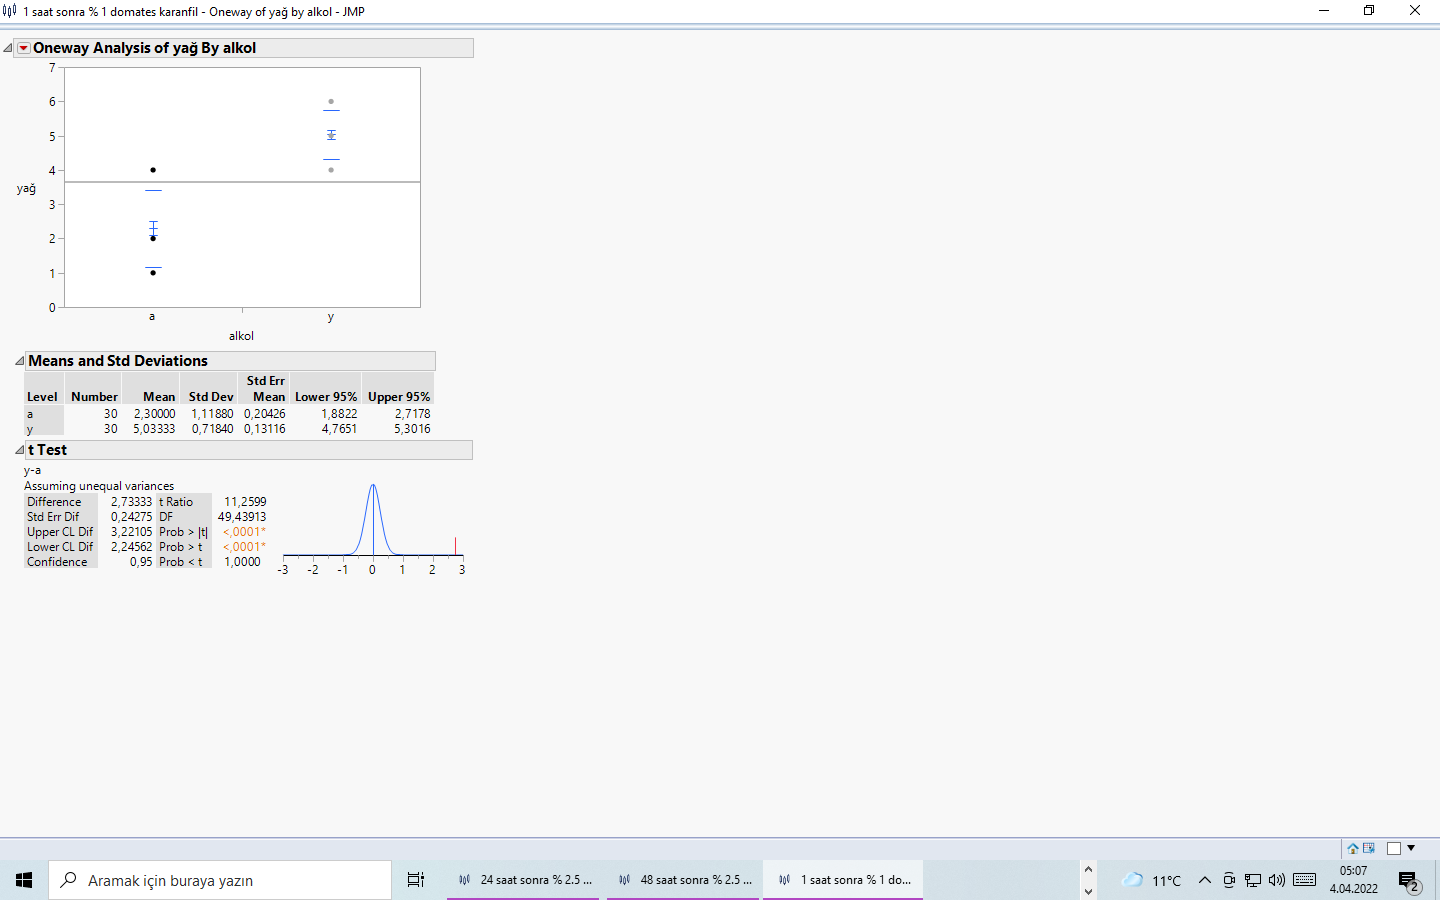 1 saat sonra % 1 domates karanfil - Oneway of yağ by alkol - JMP
Oneway Analysis of yağ By alkol
7
6
5
4
3
2
1
0
yağ
a y
alkol
Means and Std Deviations
Level Number Mean Std Dev Std Err Mean Lower 95% Upper 95%
a 30 2,30000 1,11880 0,20426 1,8822 2,7178
y 30 5,03333 0,71840 0,13116 4,7651 5,3016
t Test
y-a
Assuming unequal variances
Difference 2,73333 t Ratio 11,2599
Std Err Dif 0,24275 DF 49,43913
Upper CL Dif 3,22105 Prob > |t| <,0001*
Lower CL Dif 2,24562 Prob > t <,0001*
Confidence 0,95 Prob < t 1,0000
-3 -2 -1 0 1 2 3
Aramak için buraya yazın
24 saat sonra % 2.5 ...
48 saat sonra % 2.5 ...
1 saat sonra % 1 do...
11°C
05:07
4.04.2022
2